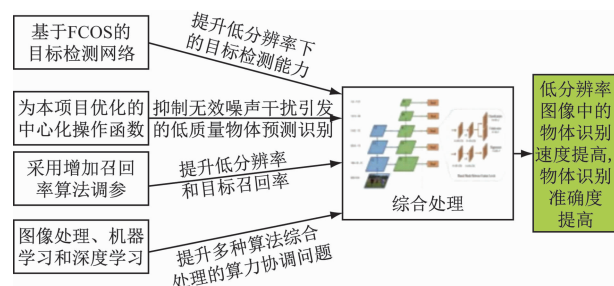 基于FCOS的
目标检测网络
提升低分辨率下
的目标检测能力
为本项目优化的
中心化操作函数
抑制无效噪声干扰引发
的低质量物体预测识别
采用增加召回
率算法调参
提升低分辨率
和目标召回率
图像处理、机器
学习和深度学习
提升多种算法综合
处理的算力协调问题
综合处理
低分辨率
图像中的
物体识别
速度提高,
物体识别
准确度
提高